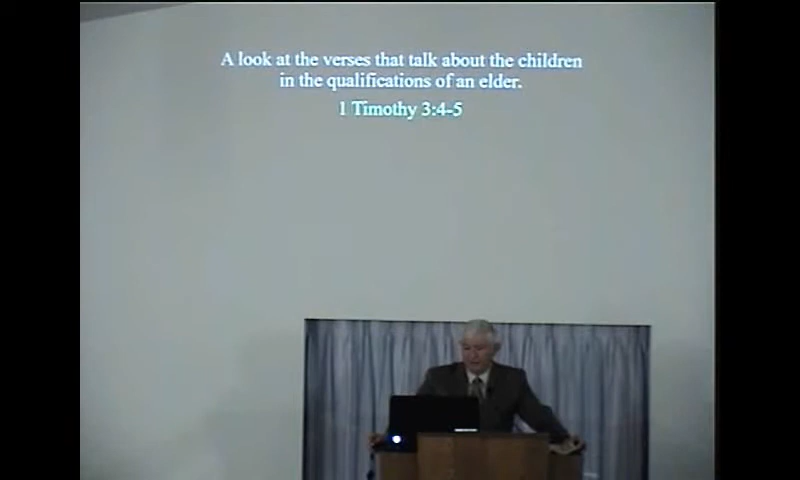 A look at the verses that talk about the children
in the qualifications of an elder.
1 Timothy 3:4-5